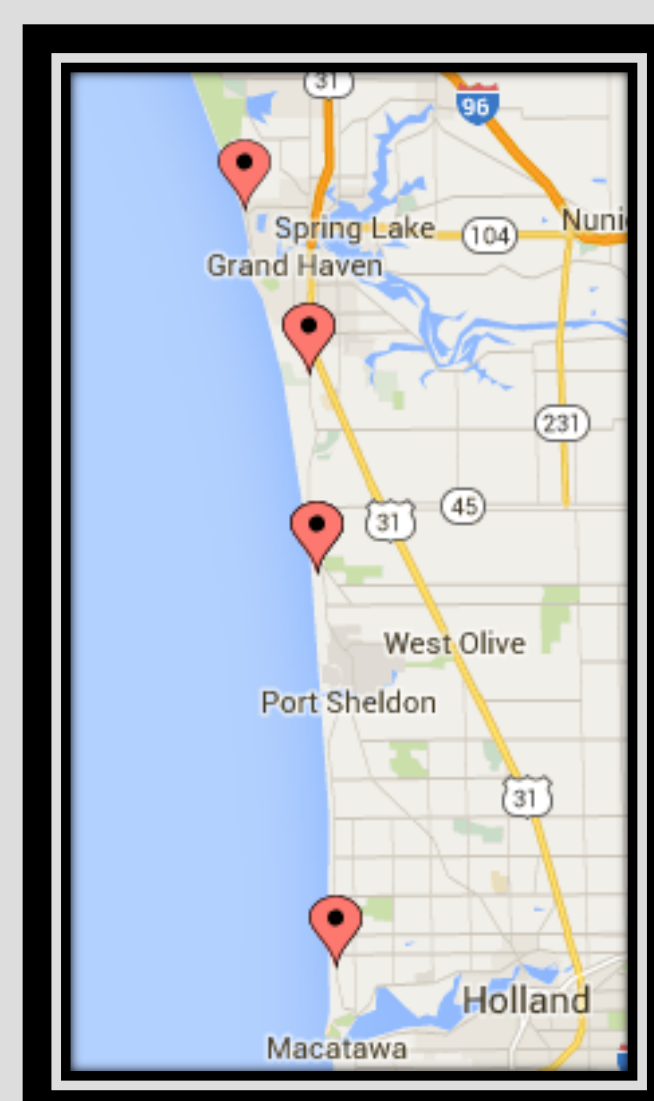 31
96
Spring Lake
104
Nuni
Grand Haven
231
45
31
West Olive
Port Sheldon
31
Holland
Macatawa